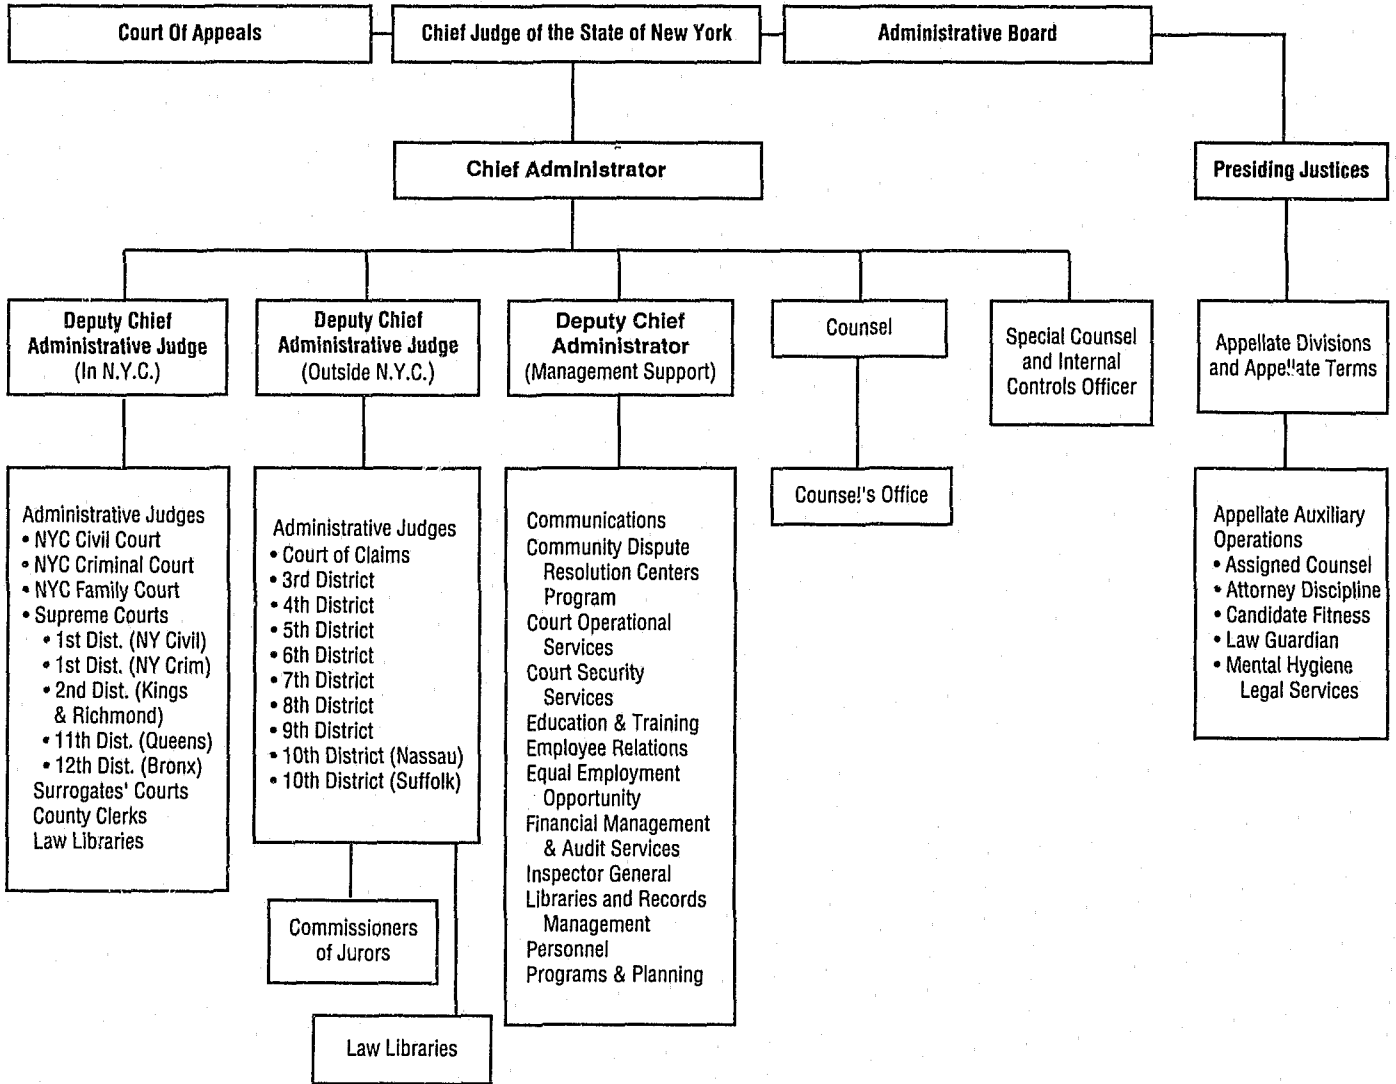 Court Of Appeals
Chief Judge of the State of New York
Administrative Board
Chief Administrator
Presiding Justices
Deputy Chief
Administrative Judge
(In N.Y.C.)
Deputy Chief
Administrative Judge
(Outside N.Y.C.)
Deputy Chief
Administrator
(Management Support)
Counsel
Special Counsel
and Internal
Controls Officer
Appellate Divisions
and Appellate Terms
Administrative Judges
• NYC Civil Court
• NYC Criminal Court
• NYC Family Court
• Supreme Courts
• 1st Dist. (NY Civil)
• 1st Dist. (NY Crim)
• 2nd Dist. (Kings
& Richmond)
• 11th Dist. (Queens)
• 12th Dist. (Bronx)
Surrogates' Courts
County Clerks
Law Libraries
Administrative Judges
• Court of Claims
• 3rd District
• 4th District
• 5th District
• 6th District
• 7th District
• 8th District
• 9th District
• 10th District (Nassau)
• 10th District (Suffolk)
Commissioners
of Jurors
Law Libraries
Communications
Community Dispute
Resolution Centers
Program
Court Operational
Services
Court Security
Services
Education & Training
Employee Relations
Equal Employment
Opportunity
Financial Management
& Audit Services
Inspector General
Libraries and Records
Management
Personnel
Programs & Planning
Counsel's Office
Appellate Auxiliary
Operations
• Assigned Counsel
• Attorney Discipline
• Candidate Fitness
• Law Guardian
• Mental Hygiene
Legal Services